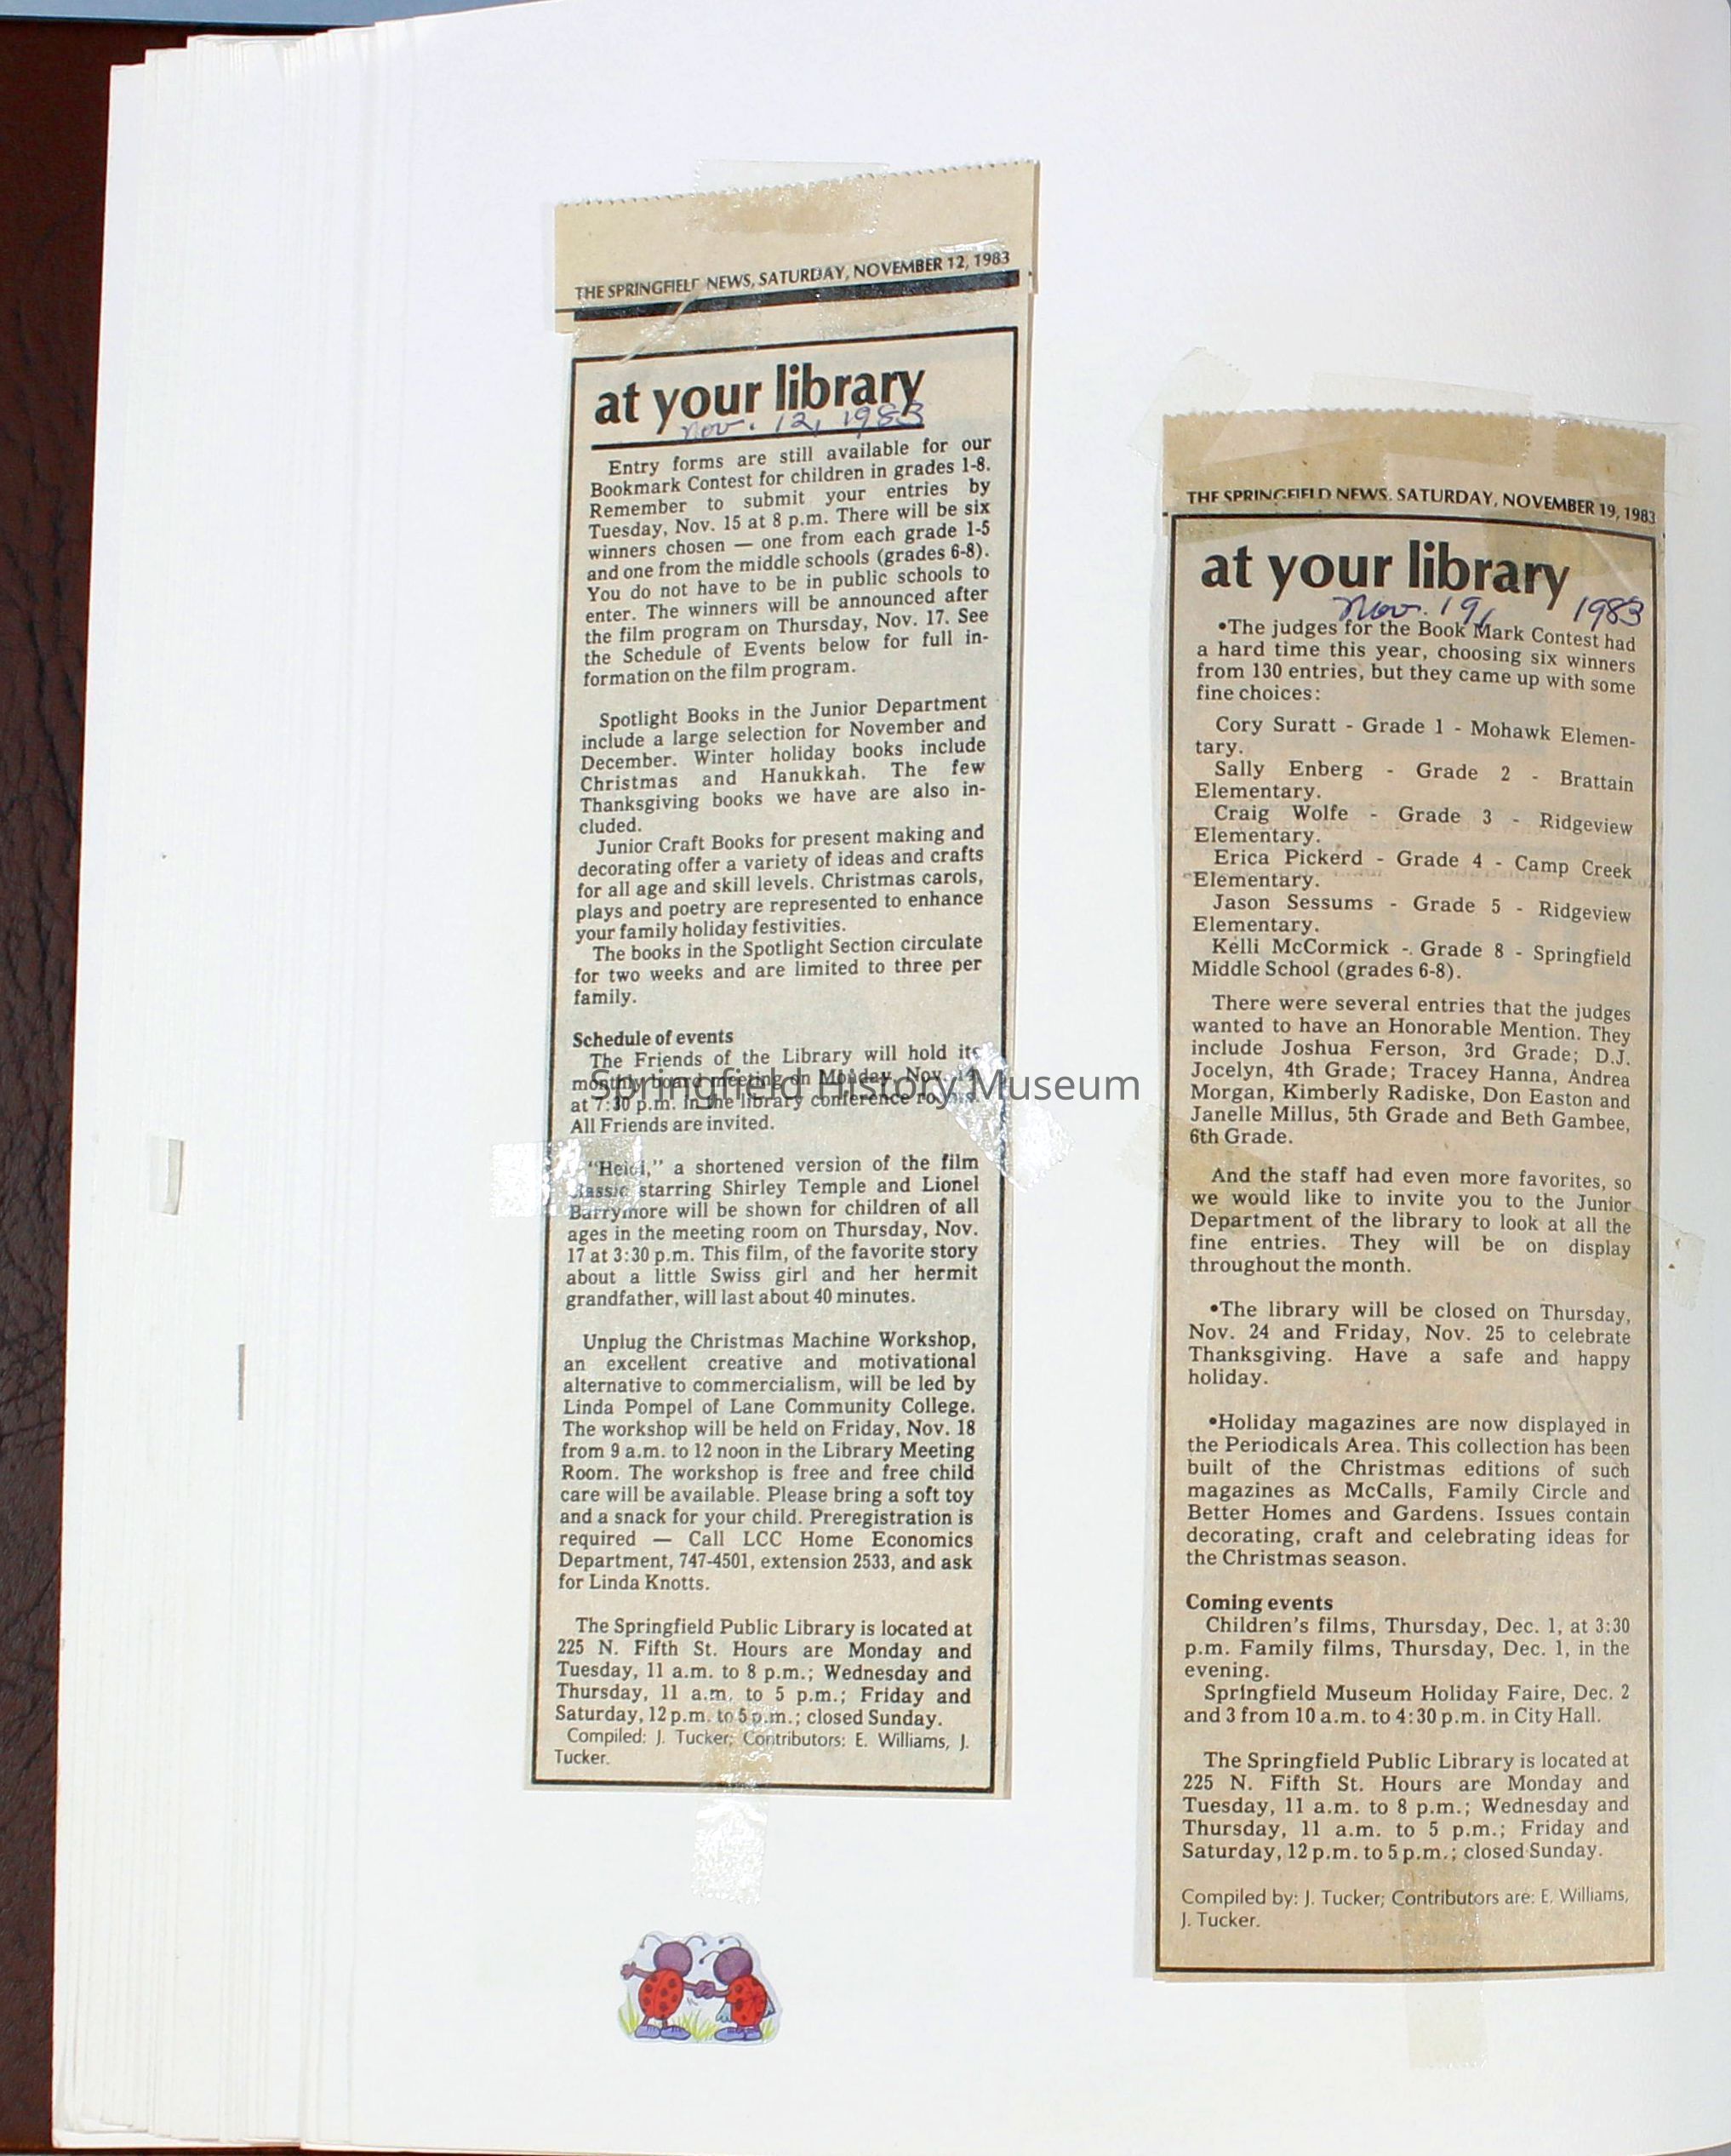 THE SPRINGFIELD NEWS, SATURDAY, NOVEMBER 12, 1983
at your library
Nov. 12, 1983
Entry forms are still available for our
Bookmark Contest for children in grades 1-8.
Remember to submit your entries by
Tuesday, Nov. 15 at 8 p.m. There will be six
winners chosen — one from each grade 1-5
and one from the middle schools (grades 6-8).
You do not have to be in public schools to
enter. The winners will be announced after
the film program on Thursday, Nov. 17. See
the Schedule of Events below for full in-
formation on the film program.
Spotlight Books in the Junior Department
include a large selection for November and
December. Winter holiday books include
Christmas and Hanukkah. The few
Thanksgiving books we have are also in-
cluded.
Junior Craft Books for present making and
decorating offer a variety of ideas and crafts
for all age and skill levels. Christmas carols,
plays and poetry are represented to enhance
your family holiday festivities.
The books in the Spotlight Section circulate
for two weeks and are limited to three per
family.
Schedule of events
The Friends of the Library will hold its
monthly board meeting on Monday, Nov. 14
at 7:30 p.m. in the library conference room.
All Friends are invited.
"Heidi," a shortened version of the film
classic starring Shirley Temple and Lionel
Barrymore will be shown for children of all
ages in the meeting room on Thursday, Nov.
17 at 3:30 p.m. This film, of the favorite story
about a little Swiss girl and her hermit
grandfather, will last about 40 minutes.
Unplug the Christmas Machine Workshop,
an excellent creative and motivational
alternative to commercialism, will be led by
Linda Pompel of Lane Community College.
The workshop will be held on Friday, Nov. 18
from 9 a.m. to 12 noon in the Library Meeting
Room. The workshop is free and free child
care will be available. Please bring a soft toy
and a snack for your child. Preregistration is
required — Call LCC Home Economics
Department, 747-4501, extension 2533, and ask
for Linda Knotts.
The Springfield Public Library is located at
225 N. Fifth St. Hours are Monday and
Tuesday, 11 a.m. to 8 p.m.; Wednesday and
Thursday, 11 a.m. to 5 p.m.; Friday and
Saturday, 12 p.m. to 5 p.m.; closed Sunday.
Compiled: J. Tucker; Contributors: E. Williams, J.
Tucker.
THE SPRINGFIELD NEWS, SATURDAY, NOVEMBER 19, 1983
at your library
Nov. 19, 1983
•The judges for the Book Mark Contest had
a hard time this year, choosing six winners
from 130 entries, but they came up with some
fine choices:
Cory Suratt - Grade 1 - Mohawk Elemen-
tary.
Sally Enberg - Grade 2 - Brattain
Elementary.
Craig Wolfe - Grade 3 - Ridgeview
Elementary.
Erica Pickerd - Grade 4 - Camp Creek
Elementary.
Jason Sessums - Grade 5 - Ridgeview
Elementary.
Kelli McCormick - Grade 8 - Springfield
Middle School (grades 6-8).
There were several entries that the judges
wanted to have an Honorable Mention. They
include Joshua Ferson, 3rd Grade; D.J.
Jocelyn, 4th Grade; Tracey Hanna, Andrea
Morgan, Kimberly Radiske, Don Easton and
Janelle Millus, 5th Grade and Beth Gambee,
6th Grade.
And the staff had even more favorites, so
we would like to invite you to the Junior
Department of the library to look at all the
fine entries. They will be on display
throughout the month.
•The library will be closed on Thursday,
Nov. 24 and Friday, Nov. 25 to celebrate
Thanksgiving. Have a safe and happy
holiday.
•Holiday magazines are now displayed in
the Periodicals Area. This collection has been
built of the Christmas editions of such
magazines as McCalls, Family Circle and
Better Homes and Gardens. Issues contain
decorating, craft and celebrating ideas for
the Christmas season.
Coming events
Children's films, Thursday, Dec. 1, at 3:30
p.m. Family films, Thursday, Dec. 1, in the
evening.
Springfield Museum Holiday Faire, Dec. 2
and 3 from 10 a.m. to 4:30 p.m. in City Hall.
The Springfield Public Library is located at
225 N. Fifth St. Hours are Monday and
Tuesday, 11 a.m. to 8 p.m.; Wednesday and
Thursday, 11 a.m. to 5 p.m.; Friday and
Saturday, 12 p.m. to 5 p.m.; closed Sunday.
Compiled by: J. Tucker; Contributors are: E. Williams,
J. Tucker.
Springfield History Museum